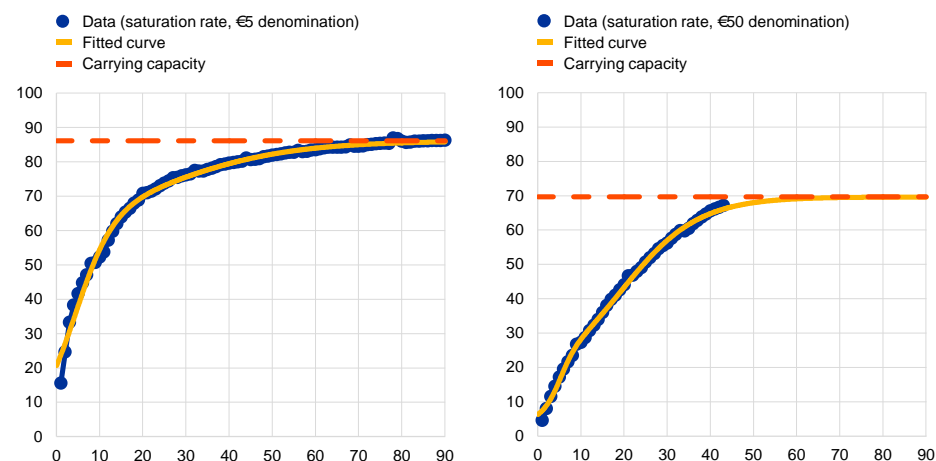 Data (saturation rate, €5 denomination)
Fitted curve
Carrying capacity
100
90
80
70
60
50
40
30
20
10
0
0 10 20 30 40 50 60 70 80 90
Data (saturation rate, €50 denomination)
Fitted curve
Carrying capacity
100
90
80
70
60
50
40
30
20
10
0
0 10 20 30 40 50 60 70 80 90